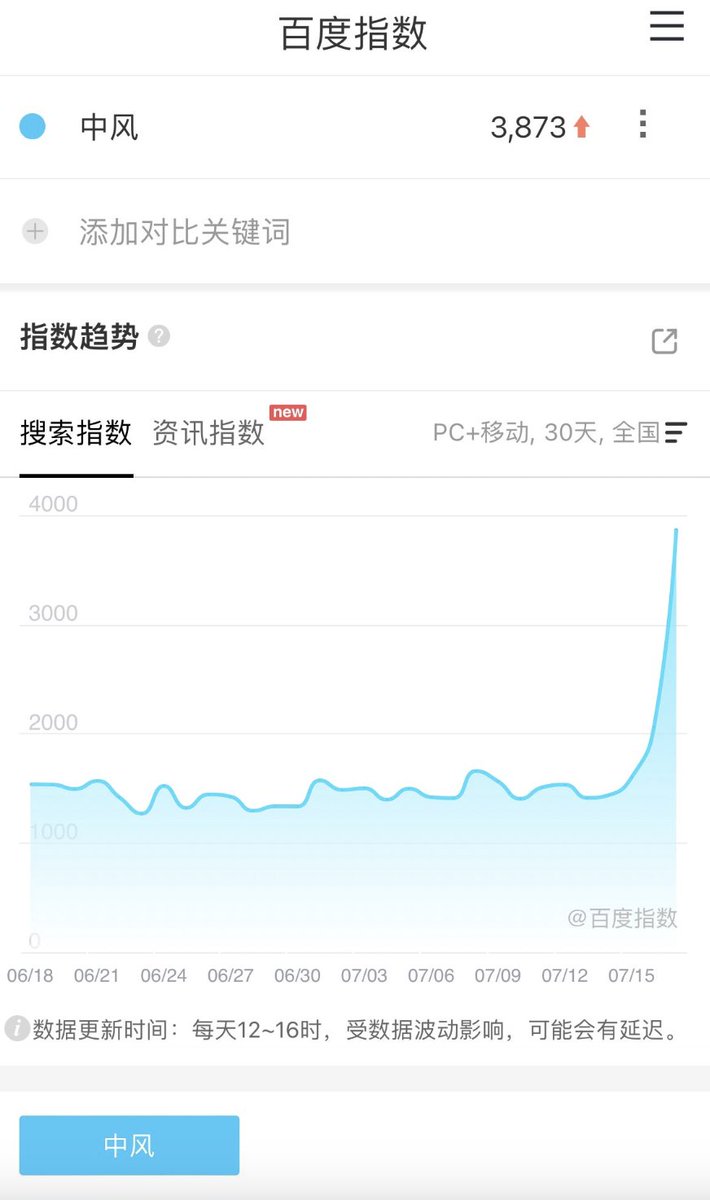 百度指数
中风 3,873
添加对比关键词
指数趋势 ?
new
搜索指数 资讯指数 PC+移动, 30天, 全国
4000
3000
2000
1000
@百度指数
0
06/18 06/21 06/24 06/27 06/30 07/03 07/06 07/09 07/12 07/15
i 数据更新时间：每天12~16时，受数据波动影响，可能会有延迟。
中风